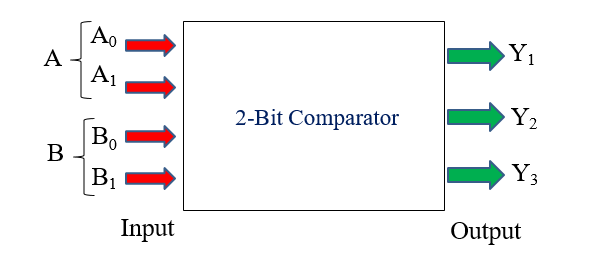 A
A₀
A₁
B
B₀
B₁
2-Bit Comparator
Y₁
Y₂
Y₃
Input
Output